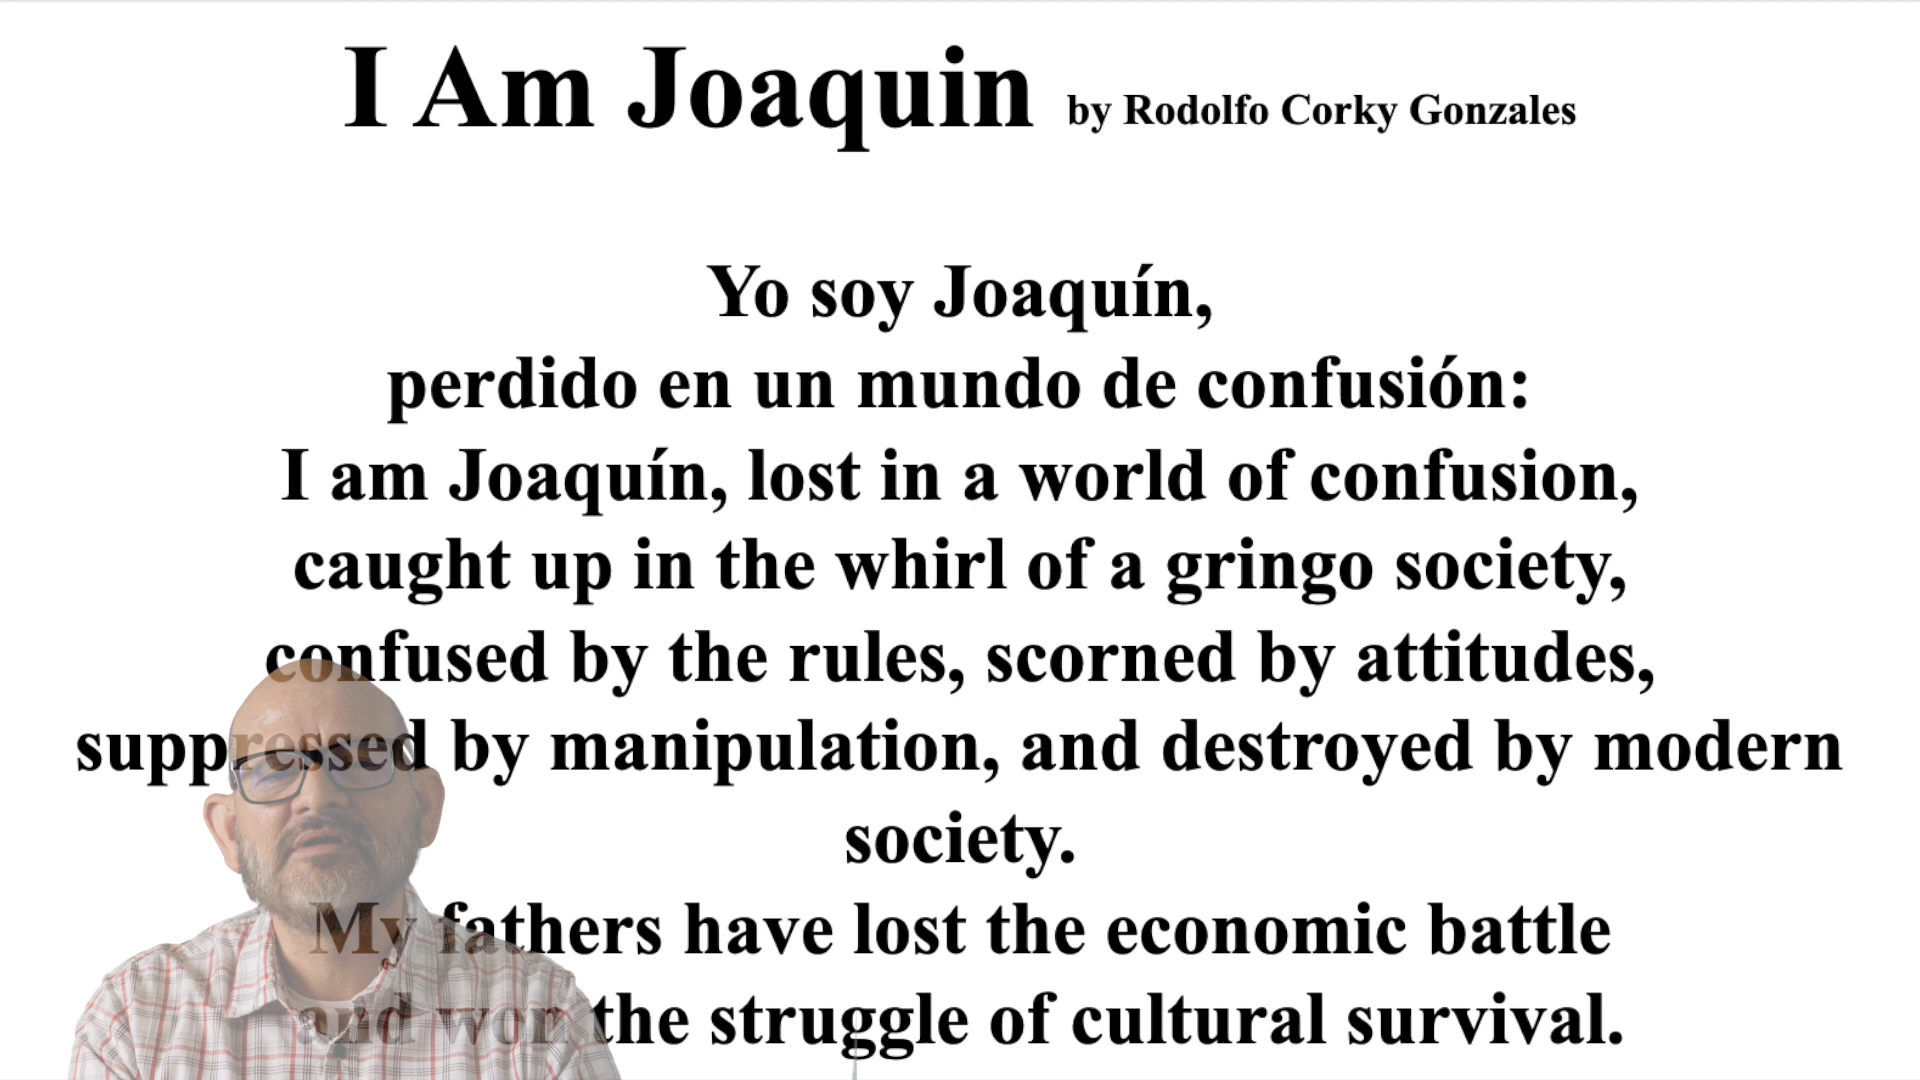 I Am Joaquin by Rodolfo Corky Gonzales
Yo soy Joaquín,
perdido en un mundo de confusión:
I am Joaquín, lost in a world of confusion,
caught up in the whirl of a gringo society,
confused by the rules, scorned by attitudes,
suppressed by manipulation, and destroyed by modern
society.
My fathers have lost the economic battle
and won the struggle of cultural survival.